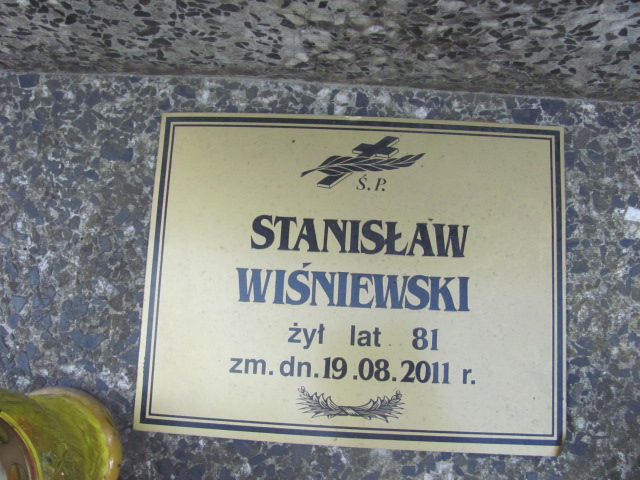 Ś.P.
STANISŁAW
WIŚNIEWSKI
żył lat 81
zm. dn. 19.08.2011 r.